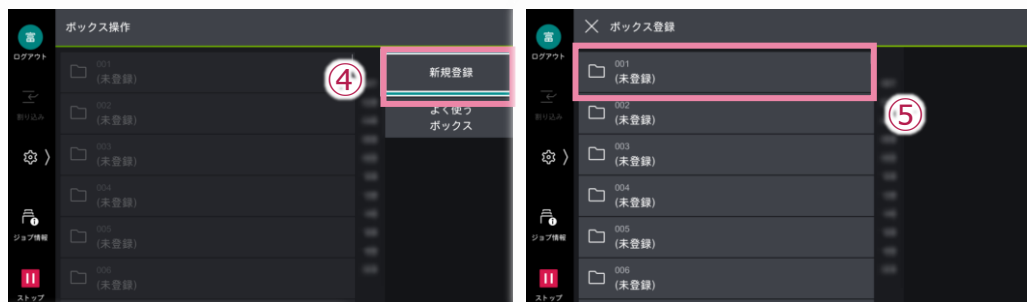 ボックス操作
富
ログアウト
001
(未登録)
④
新規登録
002
(未登録)
割り込み
よく使う
ボックス
003
(未登録)
004
(未登録)
ジョブ情報
005
(未登録)
006
(未登録)
ストップ
ボックス登録
富
ログアウト
001
(未登録)
002
(未登録)
⑤
割り込み
003
(未登録)
004
(未登録)
ジョブ情報
005
(未登録)
006
(未登録)
ストップ